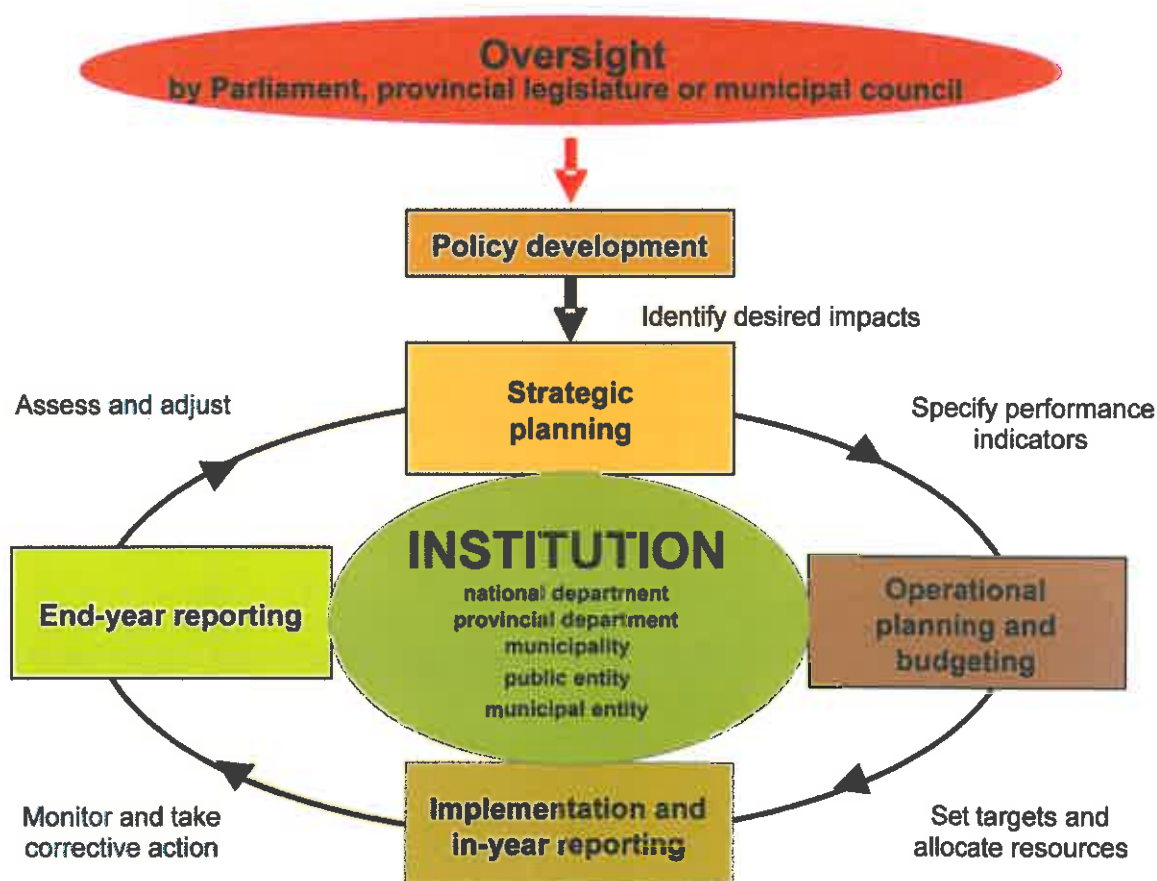 Oversight
by Parliament, provincial legislature or municipal council
Policy development
Identify desired impacts
Strategic
planning
Assess and adjust
Specify performance
indicators
INSTITUTION
national department
provincial department
municipality
public entity
municipal entity
End-year reporting
Operational
planning and
budgeting
Implementation and
in-year reporting
Monitor and take
corrective action
Set targets and
allocate resources